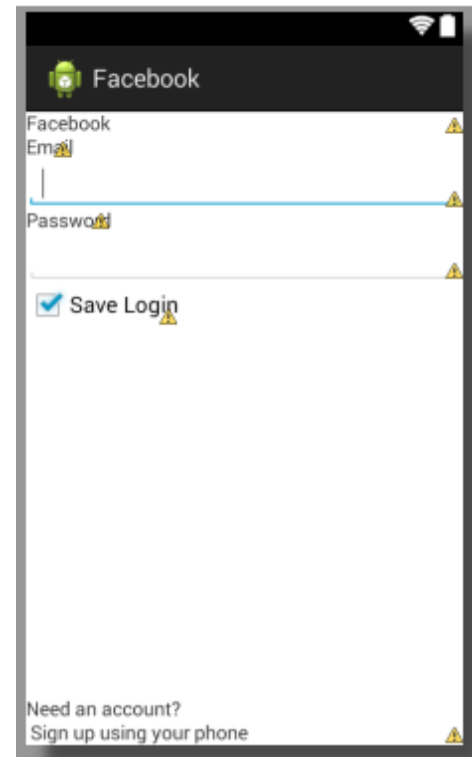 Facebook
Facebook
Email
Password
Save Login
Need an account?
Sign up using your phone